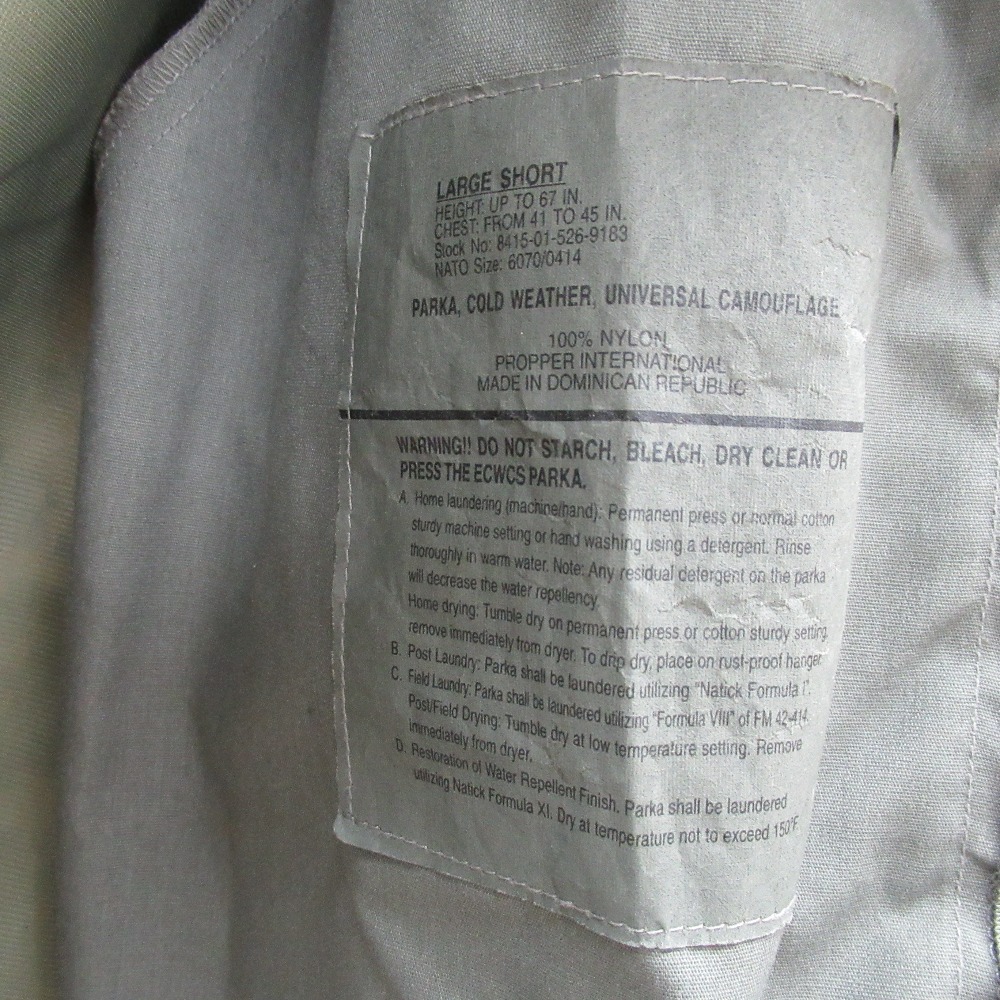 LARGE SHORT
HEIGHT: UP TO 67 IN.
CHEST: FROM 41 TO 45 IN.
Stock No: 8415-01-526-9183
NATO Size: 6070/0414
PARKA, COLD WEATHER, UNIVERSAL CAMOUFLAGE
100% NYLON
PROPPER INTERNATIONAL
MADE IN DOMINICAN REPUBLIC
WARNING!! DO NOT STARCH, BLEACH, DRY CLEAN OR
PRESS THE ECWCS PARKA.
A. Home laundering (machine/hand): Permanent press or normal cotton
sturdy machine setting or hand washing using a detergent. Rinse
thoroughly in warm water. Note: Any residual detergent on the parka
will decrease the water repellency.
Home drying: Tumble dry on permanent press or cotton sturdy setting,
remove immediately from dryer. To drip dry, place on rust-proof hanger.
B. Post Laundry: Parka shall be laundered utilizing "Natick Formula I".
C. Field Laundry: Parka shall be laundered utilizing "Formula VIII" of FM 42-414.
Post/Field Drying: Tumble dry at low temperature setting. Remove
immediately from dryer.
D. Restoration of Water Repellent Finish. Parka shall be laundered
utilizing Natick Formula XI. Dry at temperature not to exceed 150°F.